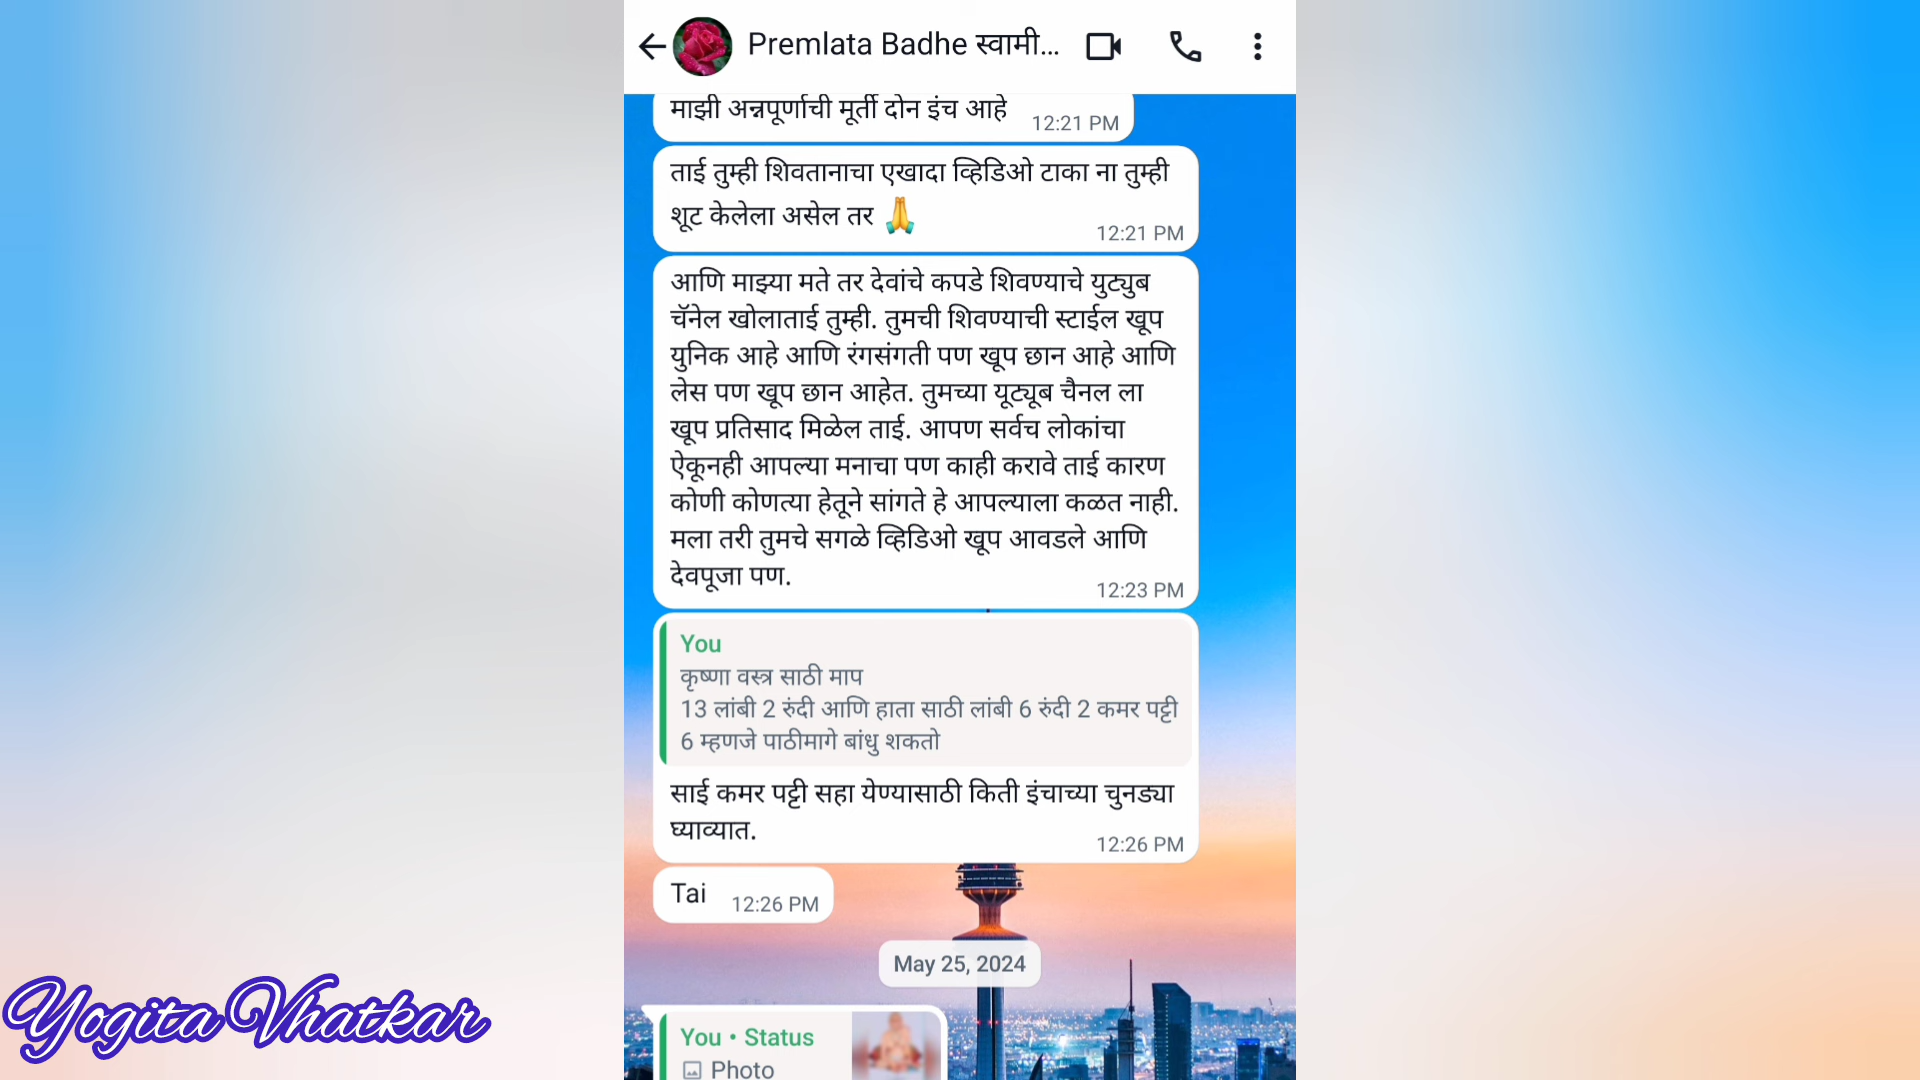 Premlata Badhe स्वामी...
माझी अन्नपूर्णाची मूर्ती दोन इंच आहे
12:21 PM
ताई तुम्ही शिवतानाचा एखादा व्हिडिओ टाका ना तुम्ही
शूट केलेला असेल तर 🙏
12:21 PM
आणि माझ्या मते तर देवांचे कपडे शिवण्याचे युट्युब
चॅनेल खोलाताई तुम्ही. तुमची शिवण्याची स्टाईल खूप
युनिक आहे आणि रंगसंगती पण खूप छान आहे आणि
लेस पण खूप छान आहेत. तुमच्या यूट्यूब चैनल ला
खूप प्रतिसाद मिळेल ताई. आपण सर्वच लोकांचा
ऐकूनही आपल्या मनाचा पण काही करावे ताई कारण
कोणी कोणत्या हेतूने सांगते हे आपल्याला कळत नाही.
मला तरी तुमचे सगळे व्हिडिओ खूप आवडले आणि
देवपूजा पण.
12:23 PM
You
कृष्णा वस्त्र साठी माप
13 लांबी 2 रुंदी आणि हाता साठी लांबी 6 रुंदी 2 कमर पट्टी
6 म्हणजे पाठीमागे बांधु शकतो
साई कमर पट्टी सहा येण्यासाठी किती इंचाच्या चुनड्या
घ्याव्यात.
12:26 PM
Tai
12:26 PM
May 25, 2024
You • Status
Photo
Yogita Vhatkar